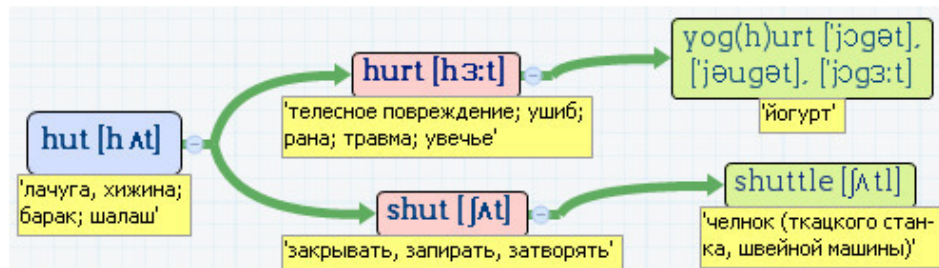 hut [hʌt]
'лачуга, хижина;
барак; шалаш'
hurt [hɜ:t]
'телесное повреждение; ушиб;
рана; травма; увечье'
yog(h)urt ['jɔgət],
['jəugət], ['jɔgɜ:t]
'йогурт'
shut [ʃʌt]
'закрывать, запирать, затворять'
shuttle [ʃʌtl]
'челнок (ткацкого стан-
ка, швейной машины)'